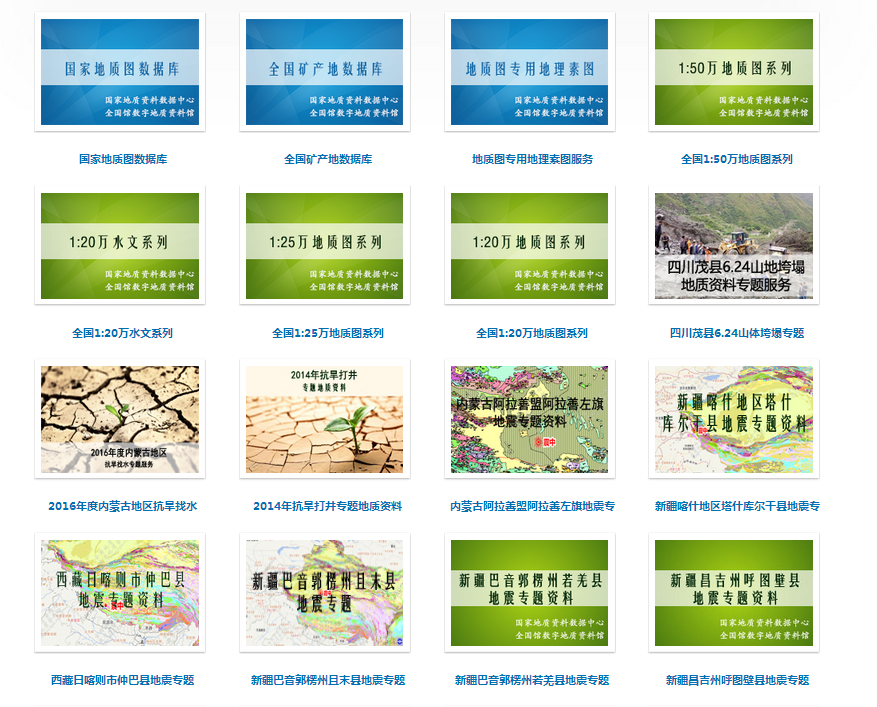 国家地质图数据库
国家地质资料数据中心
全国馆数字地质资料馆
国家地质图数据库
全国矿产地数据库
国家地质资料数据中心
全国馆数字地质资料馆
全国矿产地数据库
地质图专用地理素图
国家地质资料数据中心
全国馆数字地质资料馆
地质图专用地理素图服务
1:50万地质图系列
国家地质资料数据中心
全国馆数字地质资料馆
全国1:50万地质图系列
1:20万水文系列
国家地质资料数据中心
全国馆数字地质资料馆
全国1:20万水文系列
1:25万地质图系列
国家地质资料数据中心
全国馆数字地质资料馆
全国1:25万地质图系列
1:20万地质图系列
国家地质资料数据中心
全国馆数字地质资料馆
全国1:20万地质图系列
四川茂县6.24山地垮塌
地质资料专题服务
四川茂县6.24山体垮塌专题
2016年度内蒙古地区
抗旱找水专题服务
2016年度内蒙古地区抗旱找水
2014年抗旱打井
专题地质资料
2014年抗旱打井专题地质资料
内蒙古阿拉善盟阿拉善左旗
地震专题资料
震中
内蒙古阿拉善盟阿拉善左旗地震专
新疆喀什地区塔什
库尔干县地震专题资料
新疆喀什地区塔什库尔干县地震专
西藏日喀则市仲巴县
地震专题资料
震中
西藏日喀则市仲巴县地震专题
新疆巴音郭楞州且末县
地震专题
新疆巴音郭楞州且末县地震专题
新疆巴音郭楞州若羌县
地震专题资料
国家地质资料数据中心
全国馆数字地质资料馆
新疆巴音郭楞州若羌县地震专题
新疆昌吉州呼图壁县
地震专题资料
国家地质资料数据中心
全国馆数字地质资料馆
新疆昌吉州呼图壁县地震专题